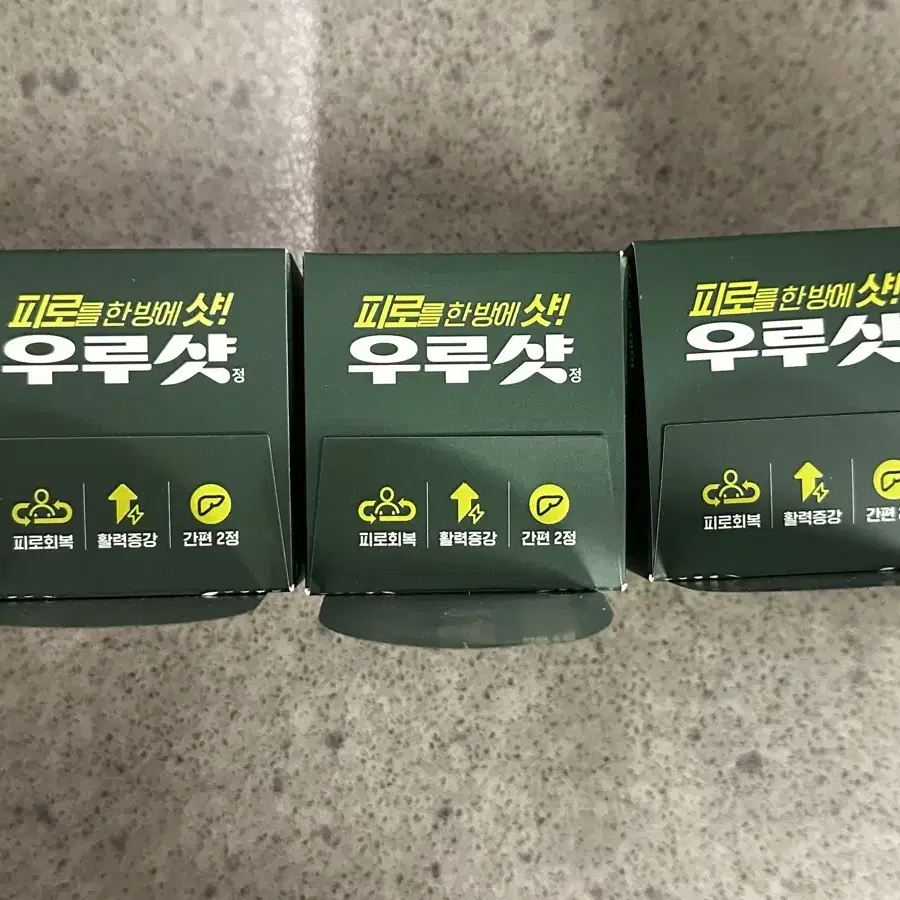 피로를 한방에 샷!
우루샷정
피로회복 활력증강 간편 2정
피로를 한방에 샷!
우루샷정
피로회복 활력증강 간편 2정
피로를 한방에 샷!
우루샷
피로회복 활력증강 간편